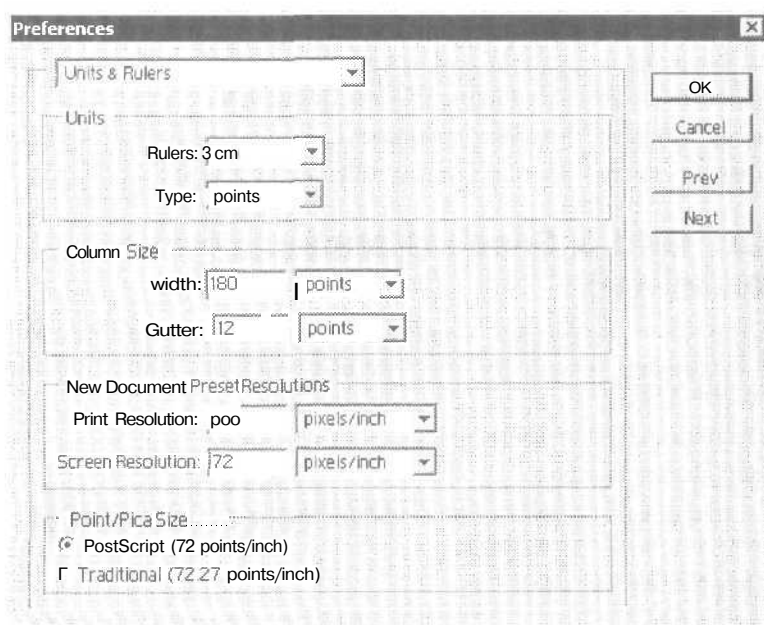 Preferences
Units & Rulers
OK
Cancel
Prev
Next
Units
Rulers: 3 cm
Type: points
Column Size
width: 180 points
Gutter: 12 points
New Document Preset Resolutions
Print Resolution: poo pixels/inch
Screen Resolution: 72 pixels/inch
Point/Pica Size
PostScript (72 points/inch)
Traditional (72.27 points/inch)